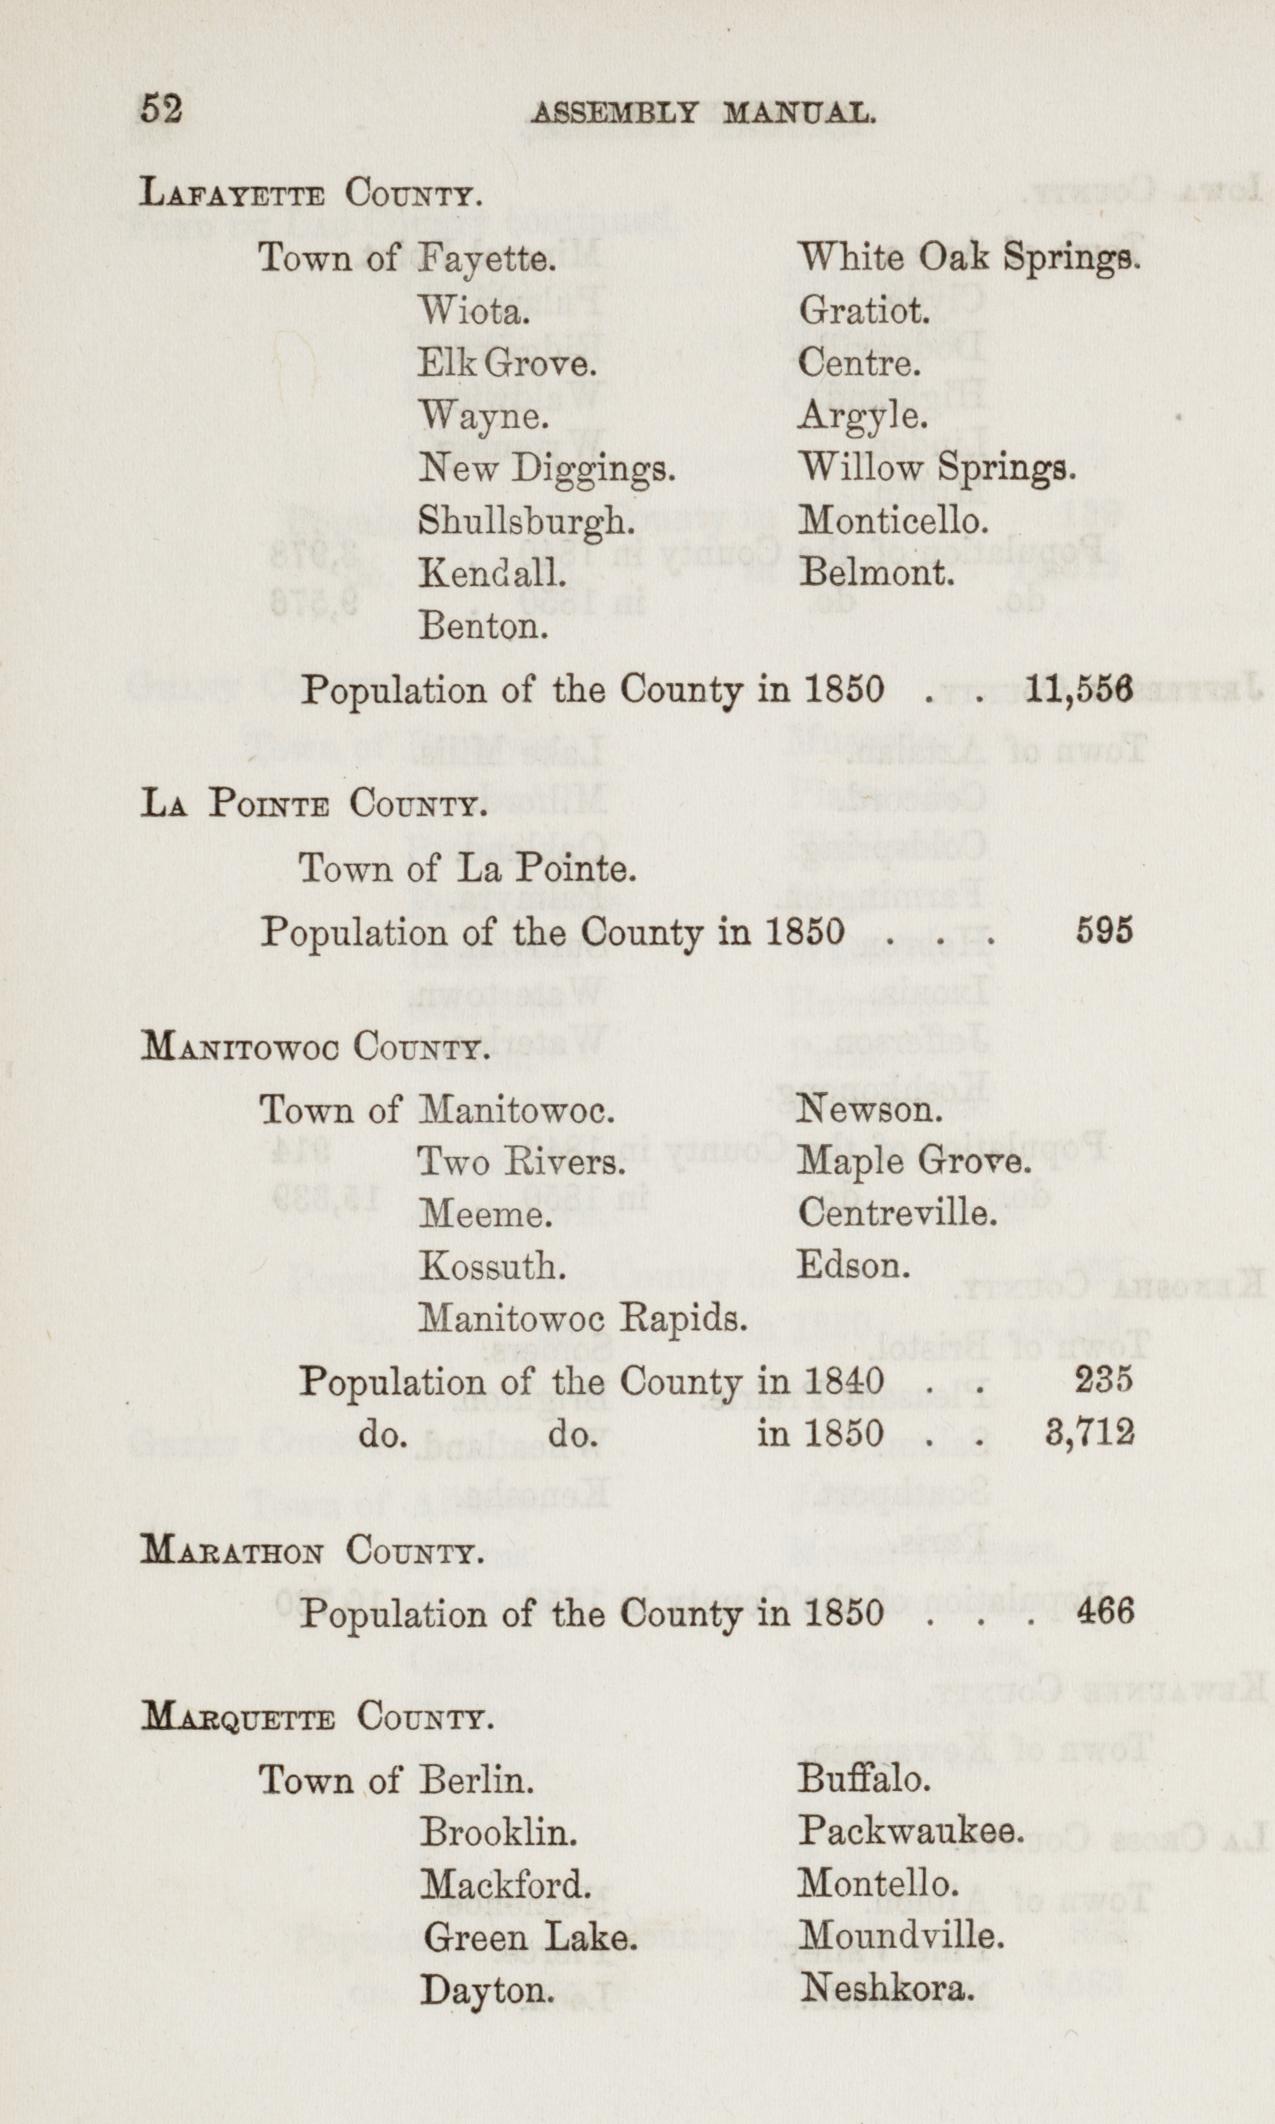 52 ASSEMBLY MANUAL.
LAFAYETTE COUNTY.
Town of Fayette. White Oak Springs.
Wiota. Gratiot.
Elk Grove. Centre.
Wayne. Argyle.
New Diggings. Willow Springs.
Shullsburgh. Monticello.
Kendall. Belmont.
Benton.
Population of the County in 1850 . . 11,556
LA POINTE COUNTY.
Town of La Pointe.
Population of the County in 1850 . . . 595
MANITOWOC COUNTY.
Town of Manitowoc. Newson.
Two Rivers. Maple Grove.
Meeme. Centreville.
Kossuth. Edson.
Manitowoc Rapids.
Population of the County in 1840 . . 235
do. do. in 1850 . . 3,712
MARATHON COUNTY.
Population of the County in 1850 . . . 466
MARQUETTE COUNTY.
Town of Berlin. Buffalo.
Brooklin. Packwaukee.
Mackford. Montello.
Green Lake. Moundville.
Dayton. Neshkora.